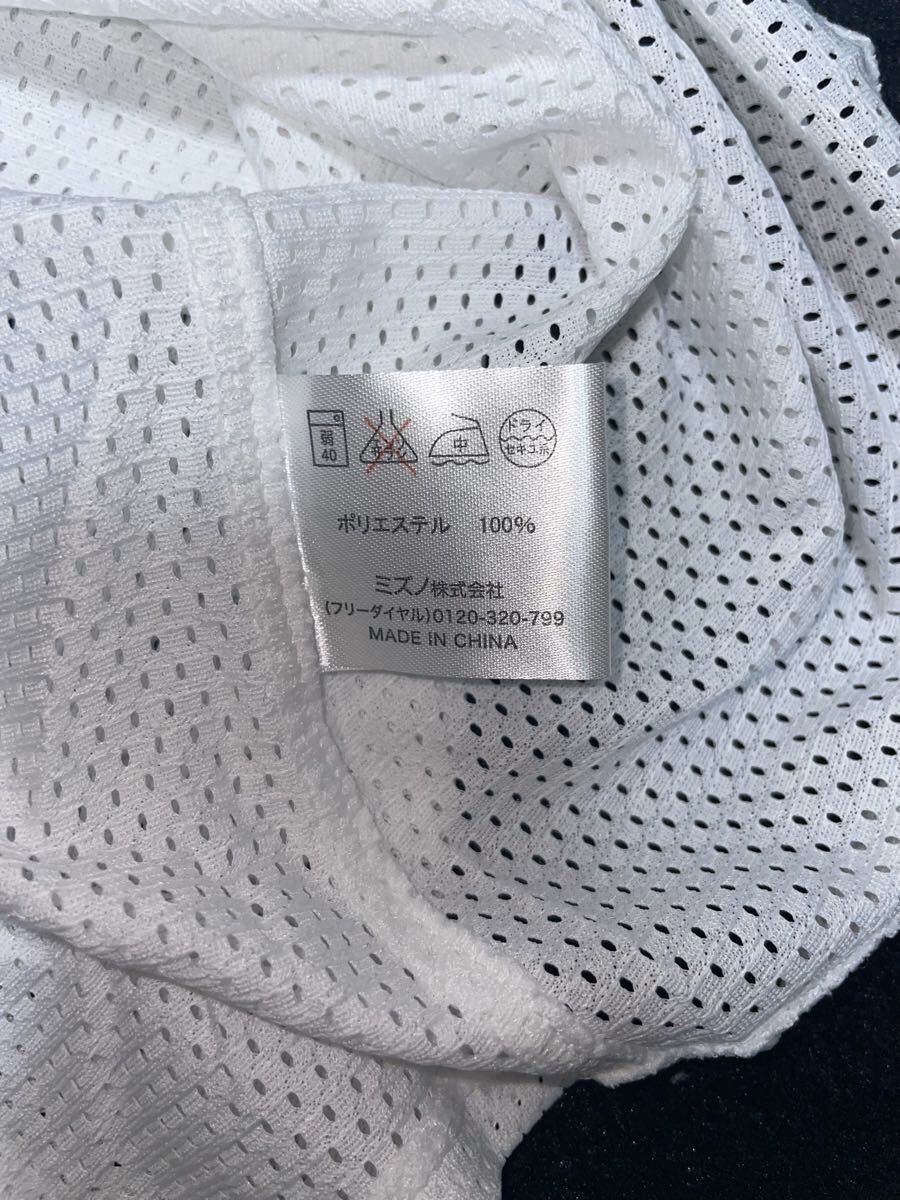 弱 中 ドライ
40 セキユ系
ポリエステル 100%
ミズノ株式会社
(フリーダイヤル)0120-320-799
MADE IN CHINA